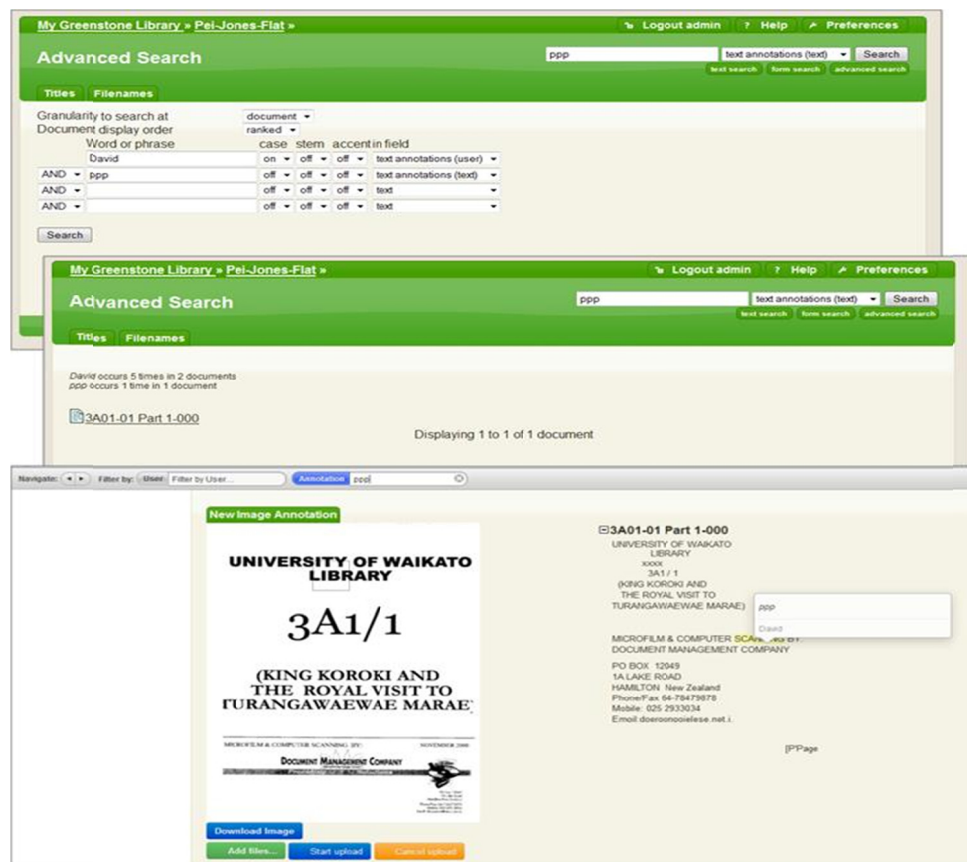 My Greenstone Library » Pei-Jones-Flat »
Logout admin ? Help Preferences
Advanced Search
ppp text annotations (text) Search
text search form search advanced search
Titles Filenames
Granularity to search at document
Document display order ranked
Word or phrase case stem accent in field
David on off off text annotations (user)
AND ppp off off off text annotations (text)
AND off off off text
AND off off off text
Search
My Greenstone Library » Pei-Jones-Flat »
Logout admin ? Help Preferences
Advanced Search
ppp text annotations (text) Search
text search form search advanced search
Titles Filenames
David occurs 5 times in 2 documents
ppp occurs 1 time in 1 document
3A01-01 Part 1-000
Displaying 1 to 1 of 1 document
Navigate: Filter by: User Filter by User... Annotation ppp
New Image Annotation
UNIVERSITY OF WAIKATO
LIBRARY
3A1/1
(KING KOROKI AND
THE ROYAL VISIT TO
TURANGAWAEWAE MARAE)
MICROFILM & COMPUTER SCANNING BY: NOVEMBER 2000
DOCUMENT MANAGEMENT COMPANY
Download Image
Add files... Start upload Cancel upload
3A01-01 Part 1-000
UNIVERSITY OF WAIKATO
LIBRARY
xxxx
3A1 / 1
(KING KOROKI AND
THE ROYAL VISIT TO
TURANGAWAEWAE MARAE)
ppp
David
MICROFILM & COMPUTER SCANNING BY:
DOCUMENT MANAGEMENT COMPANY
PO BOX 12049
1A LAKE ROAD
HAMILTON New Zealand
Phone/Fax 64-78479878
Mobile: 025 2933034
[P'Page